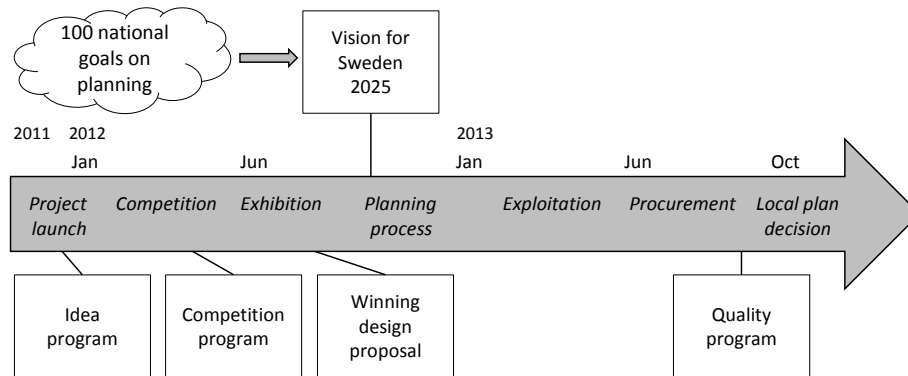 100 national
goals on
planning
Vision for
Sweden
2025
2011 2012 2013
Jan Jun Jan Jun Oct
Project
launch
Competition
Exhibition
Planning
process
Exploitation
Procurement
Local plan
decision
Idea
program
Competition
program
Winning
design
proposal
Quality
program